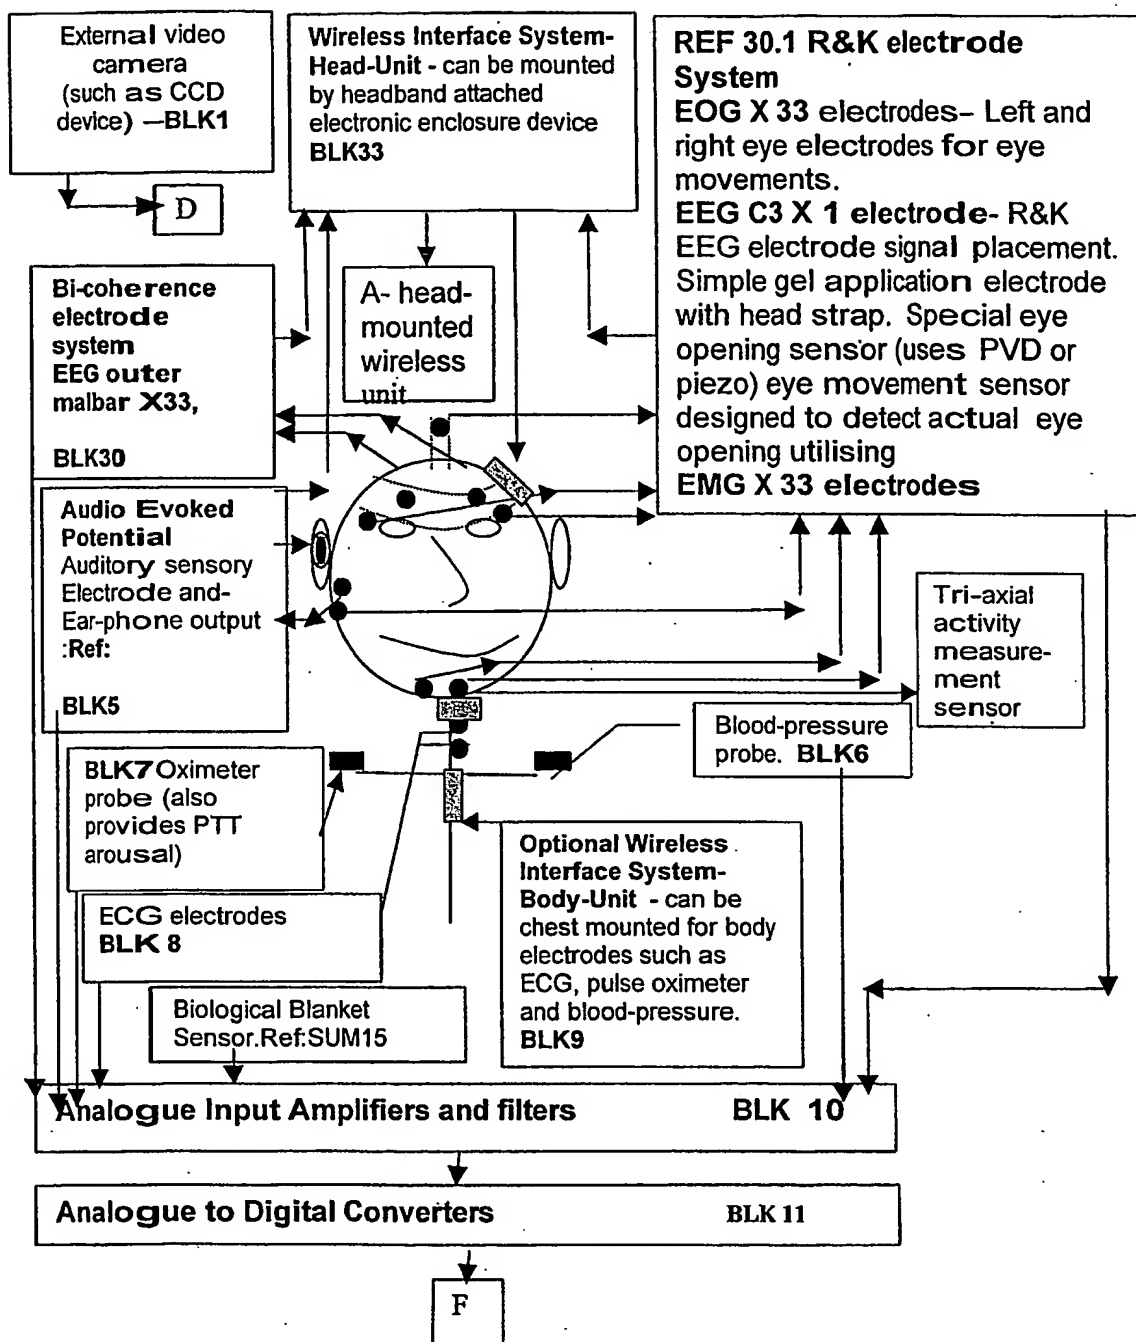 External video
camera
(such as CCD
device) —BLK1
D
Wireless Interface System-
Head-Unit - can be mounted
by headband attached
electronic enclosure device
BLK33
REF 30.1 R&K electrode
System
EOG X 33 electrodes– Left and
right eye electrodes for eye
movements.
EEG C3 X 1 electrode- R&K
EEG electrode signal placement.
Simple gel application electrode
with head strap. Special eye
opening sensor (uses PVD or
piezo) eye movement sensor
designed to detect actual eye
opening utilising
EMG X 33 electrodes
Bi-coherence
electrode
system
EEG outer
malbar X33,
BLK30
A- head-
mounted
wireless
unit
Audio Evoked
Potential
Auditory sensory
Electrode and-
Ear-phone output
:Ref:
BLK5
Tri-axial
activity
measure-
ment
sensor
Blood-pressure
probe. BLK6
BLK7 Oximeter
probe (also
provides PTT
arousal)
Optional Wireless
Interface System-
Body-Unit - can be
chest mounted for body
electrodes such as
ECG, pulse oximeter
and blood-pressure.
BLK9
ECG electrodes
BLK 8
Biological Blanket
Sensor.Ref:SUM15
Analogue Input Amplifiers and filters BLK 10
Analogue to Digital Converters BLK 11
F